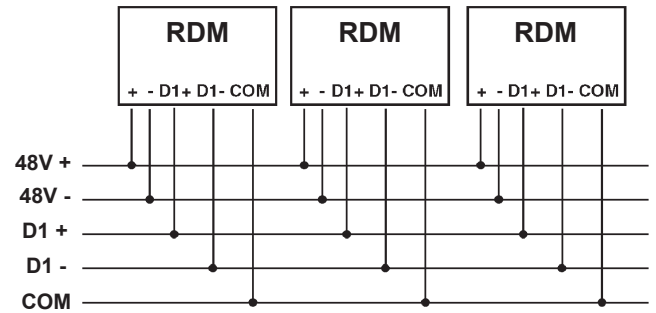 RDM RDM RDM
+ - D1+ D1- COM + - D1+ D1- COM + - D1+ D1- COM
48V +
48V -
D1 +
D1 -
COM